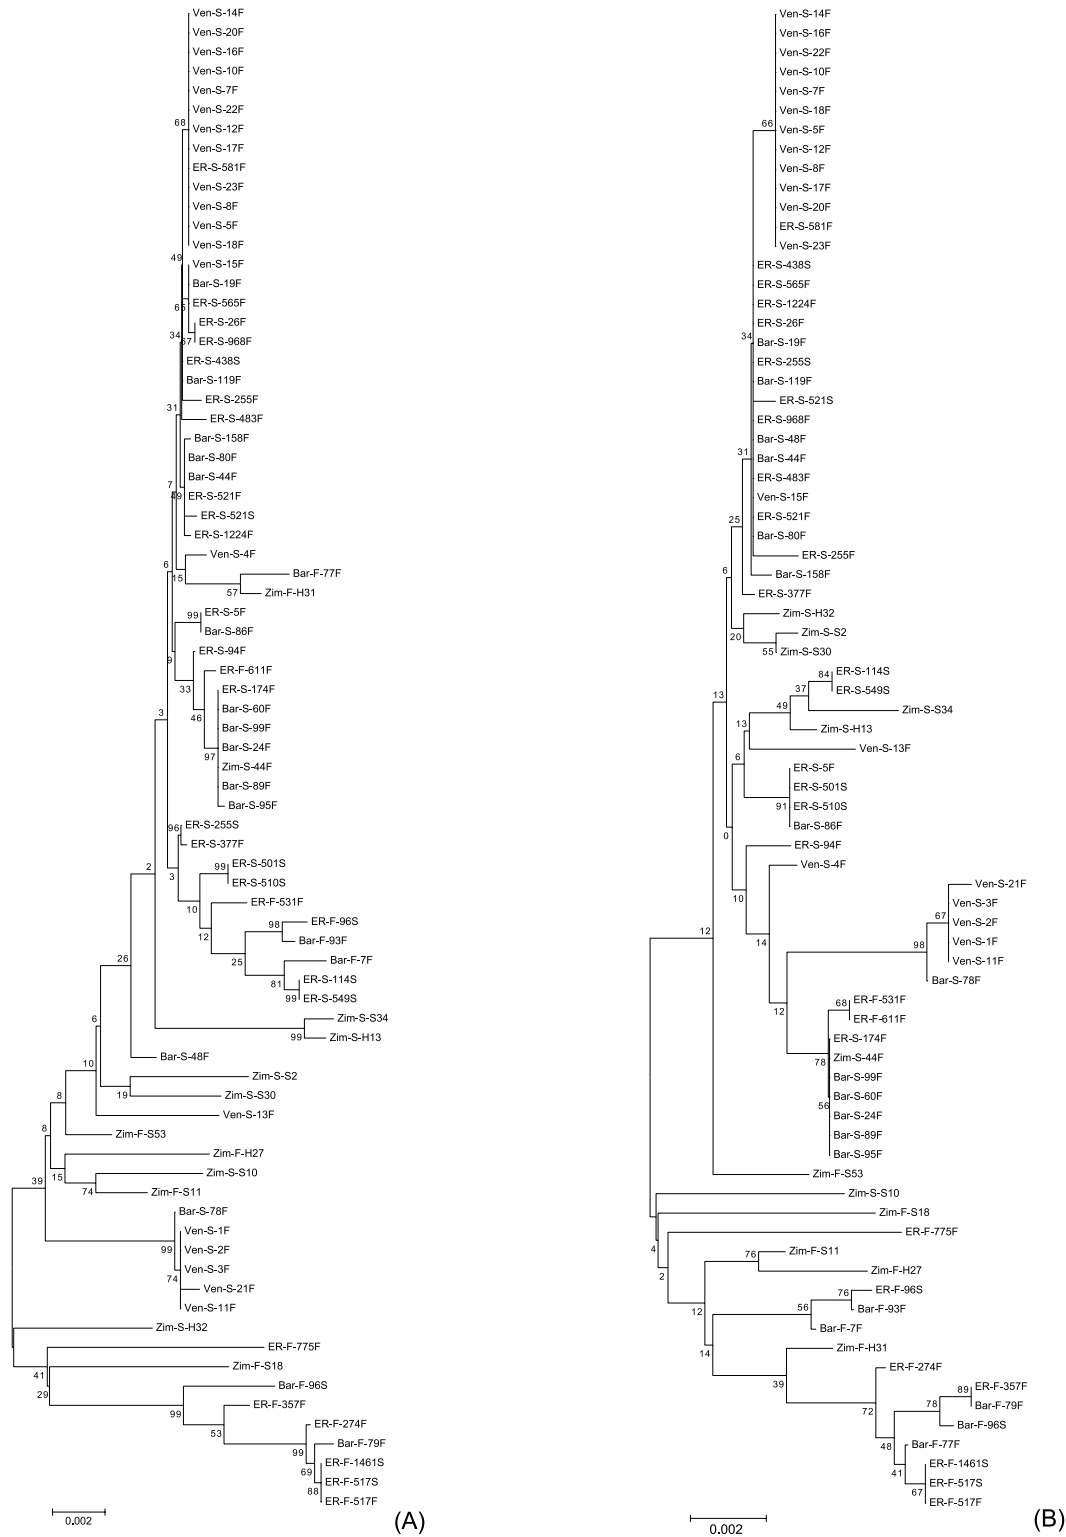 Ven-S-14F
Ven-S-20F
Ven-S-16F
Ven-S-10F
Ven-S-7F
Ven-S-22F
68
Ven-S-12F
Ven-S-17F
ER-S-581F
Ven-S-23F
Ven-S-8F
Ven-S-5F
Ven-S-18F
49
Ven-S-15F
Bar-S-19F
65
ER-S-565F
ER-S-26F
34
67
ER-S-968F
ER-S-438S
Bar-S-119F
ER-S-255F
31
ER-S-483F
Bar-S-158F
Bar-S-80F
Bar-S-44F
7
49
ER-S-521F
ER-S-521S
ER-S-1224F
Ven-S-4F
6
15
Bar-F-77F
57
Zim-F-H31
99
ER-S-5F
Bar-S-86F
9
ER-S-94F
33
ER-F-611F
ER-S-174F
Bar-S-60F
3
46
Bar-S-99F
Bar-S-24F
97
Zim-S-44F
Bar-S-89F
Bar-S-95F
96
ER-S-255S
ER-S-377F
2
3
99
ER-S-501S
ER-S-510S
10
ER-F-531F
98
ER-F-96S
12
Bar-F-93F
26
25
Bar-F-7F
81
ER-S-114S
99
ER-S-549S
6
Zim-S-S34
99
Zim-S-H13
10
Bar-S-48F
Zim-S-S2
8
19
Zim-S-S30
Ven-S-13F
8
Zim-F-S53
Zim-F-H27
39
15
Zim-S-S10
74
Zim-F-S11
Bar-S-78F
Ven-S-1F
99
Ven-S-2F
74
Ven-S-3F
Ven-S-21F
Ven-S-11F
Zim-S-H32
ER-F-775F
41
Zim-F-S18
29
Bar-F-96S
99
ER-F-357F
53
ER-F-274F
99
Bar-F-79F
69
ER-F-1461S
88
ER-F-517S
ER-F-517F
0.002
(A)
Ven-S-14F
Ven-S-16F
Ven-S-22F
Ven-S-10F
Ven-S-7F
Ven-S-18F
66
Ven-S-5F
Ven-S-12F
Ven-S-8F
Ven-S-17F
Ven-S-20F
ER-S-581F
Ven-S-23F
ER-S-438S
ER-S-565F
ER-S-1224F
ER-S-26F
34
Bar-S-19F
ER-S-255S
Bar-S-119F
ER-S-521S
ER-S-968F
Bar-S-48F
31
Bar-S-44F
ER-S-483F
Ven-S-15F
25
ER-S-521F
Bar-S-80F
ER-S-255F
6
Bar-S-158F
ER-S-377F
Zim-S-H32
20
Zim-S-S2
55
Zim-S-S30
84
ER-S-114S
37
ER-S-549S
13
49
Zim-S-S34
13
Zim-S-H13
Ven-S-13F
6
ER-S-5F
ER-S-501S
91
ER-S-510S
Bar-S-86F
0
ER-S-94F
Ven-S-4F
10
Ven-S-21F
67
Ven-S-3F
12
14
Ven-S-2F
98
Ven-S-1F
Ven-S-11F
Bar-S-78F
12
68
ER-F-531F
ER-F-611F
ER-S-174F
78
Zim-S-44F
Bar-S-99F
Bar-S-60F
56
Bar-S-24F
Bar-S-89F
Bar-S-95F
Zim-F-S53
Zim-S-S10
Zim-F-S18
4
ER-F-775F
2
76
Zim-F-S11
Zim-F-H27
12
76
ER-F-96S
56
Bar-F-93F
Bar-F-7F
14
Zim-F-H31
39
ER-F-274F
89
ER-F-357F
72
78
Bar-F-79F
Bar-F-96S
48
Bar-F-77F
41
ER-F-1461S
67
ER-F-517S
ER-F-517F
0.002
(B)